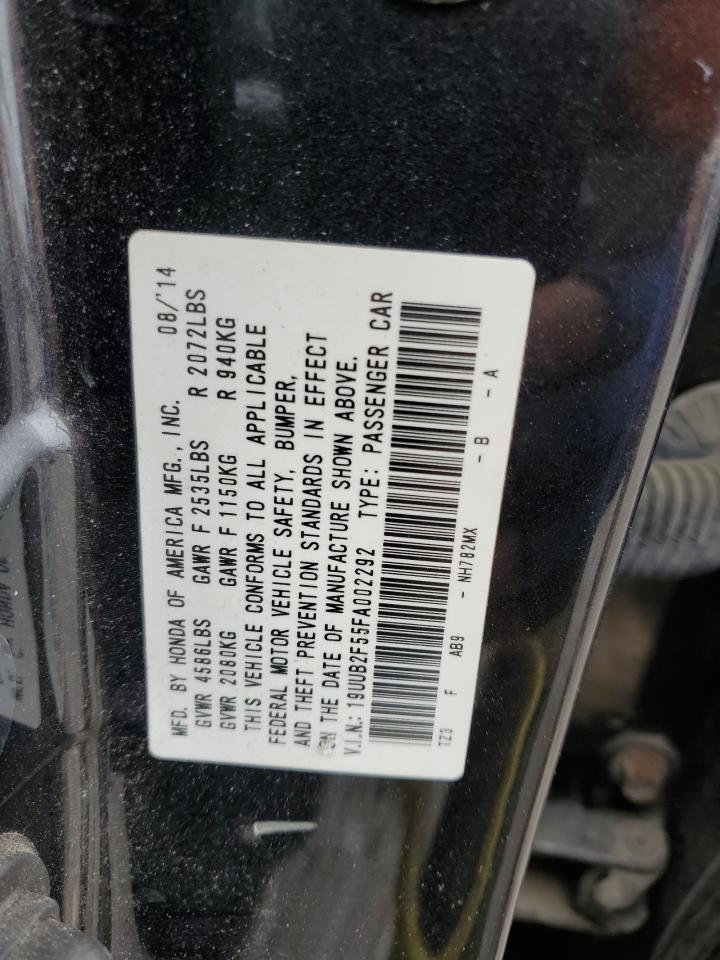 MFD. BY HONDA OF AMERICA MFG., INC. 08/'14
GVWR 4586LBS GAWR F 2535LBS R 2072LBS
GVWR 2080KG GAWR F 1150KG R 940KG
THIS VEHICLE CONFORMS TO ALL APPLICABLE
FEDERAL MOTOR VEHICLE SAFETY, BUMPER,
AND THEFT PREVENTION STANDARDS IN EFFECT
ON THE DATE OF MANUFACTURE SHOWN ABOVE.
V.I.N.: 19UUB2F55FA002292 TYPE: PASSENGER CAR
TZ3 F AB9 - NH782MX - B - A